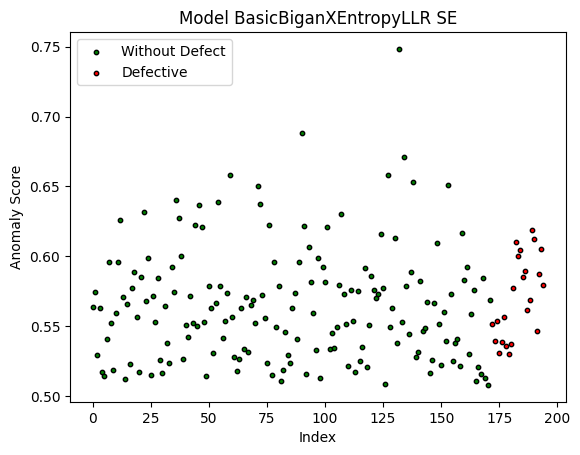 Model BasicBiganXEntropyLLR SE
Without Defect
Defective
Anomaly Score
0.75
0.70
0.65
0.60
0.55
0.50
0 25 50 75 100 125 150 175 200
Index